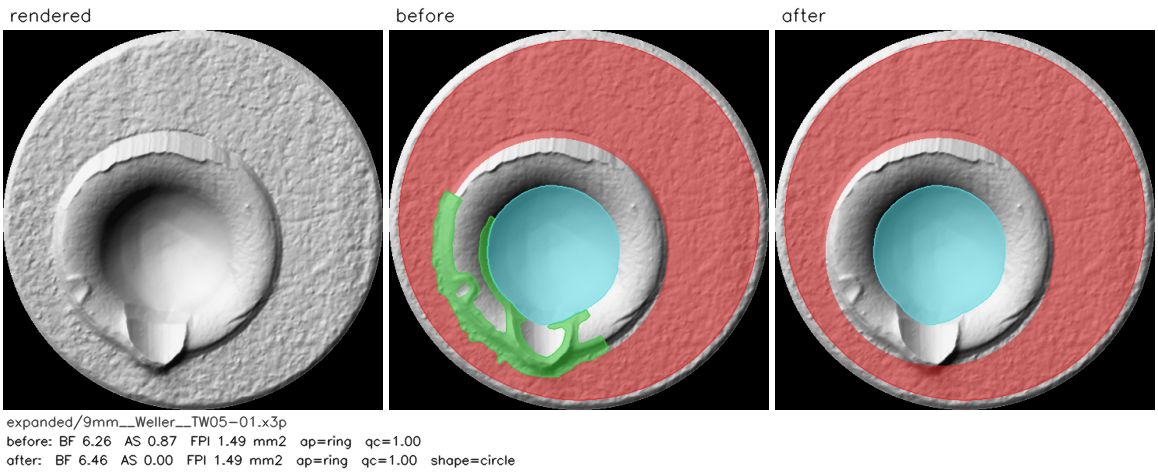 rendered
before
after
expanded/9mm__Weller__TW05-01.x3p
before: BF 6.26 AS 0.87 FPI 1.49 mm2 ap=ring qc=1.00
after: BF 6.46 AS 0.00 FPI 1.49 mm2 ap=ring qc=1.00 shape=circle